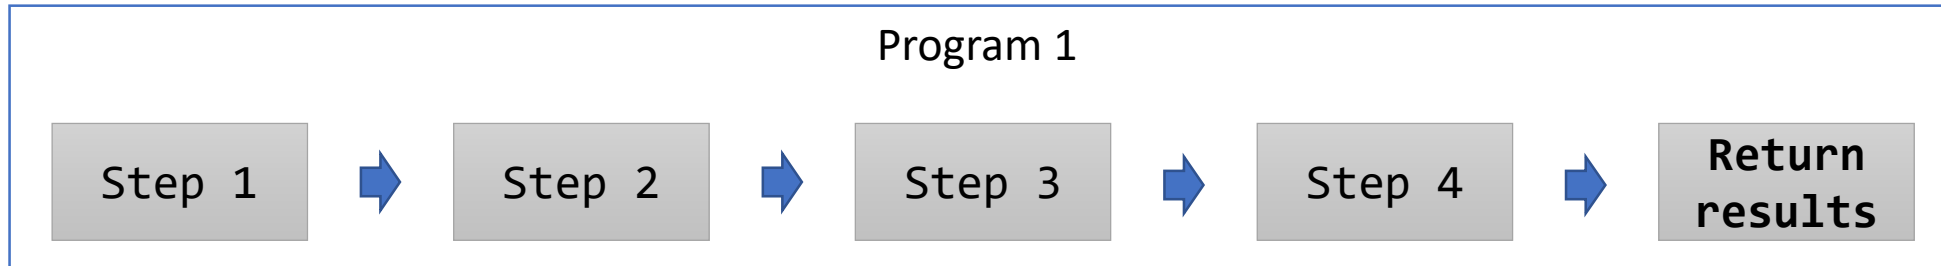 Program 1
Step 1
Step 2
Step 3
Step 4
Return
results